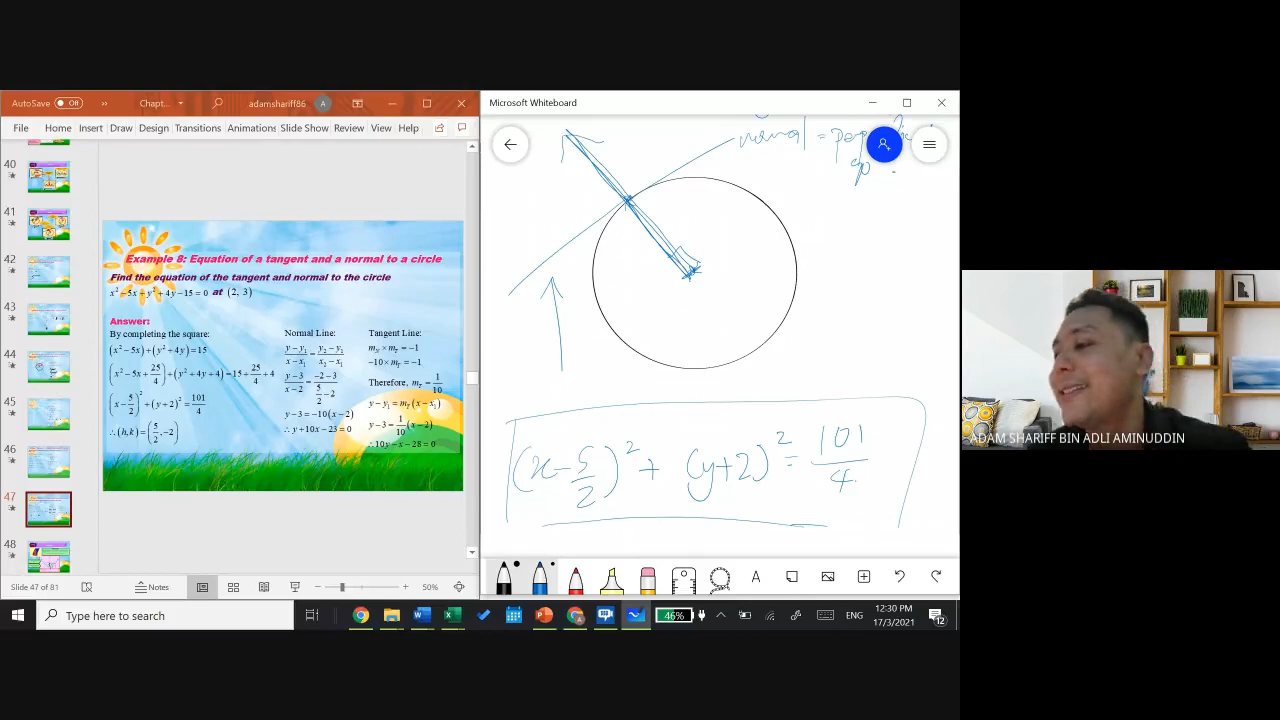 AutoSave Off
Chapt...
adamshariff86
A
File Home Insert Draw Design Transitions Animations Slide Show Review View Help
40
41
42
43
44
45
46
47
48
Example 8: Equation of a tangent and a normal to a circle
Find the equation of the tangent and normal to the circle
x² −5x + y² + 4y −15 = 0 at (2, 3)
Answer:
By completing the square:
(x² −5x)+(y² +4y)=15
(x² −5x+25/4)+(y² +4y+4)=15+25/4+4
(x−5/2)² +(y+2)² =101/4
∴(h,k)=(5/2,−2)
Normal Line:
y−y₁/x−x₁ = y₂−y₁/x₂−x₁
y−3/x−2 = −2−3/5/2−2
y−3=−10(x−2)
∴ y+10x−23=0
Tangent Line:
m_N × m_T = −1
−10×m_T = −1
Therefore, m_T = 1/10
y−y₁ = m_T(x−x₁)
y−3=1/10(x−2)
∴10y−x−28=0
Slide 47 of 81
Notes
50%
Microsoft Whiteboard
normal =
(x−5/2)² + (y+2)² = 101/4
A
Type here to search
46%
ENG
12:30 PM
17/3/2021
12
ADAM SHARIFF BIN ADLI AMINUDDIN